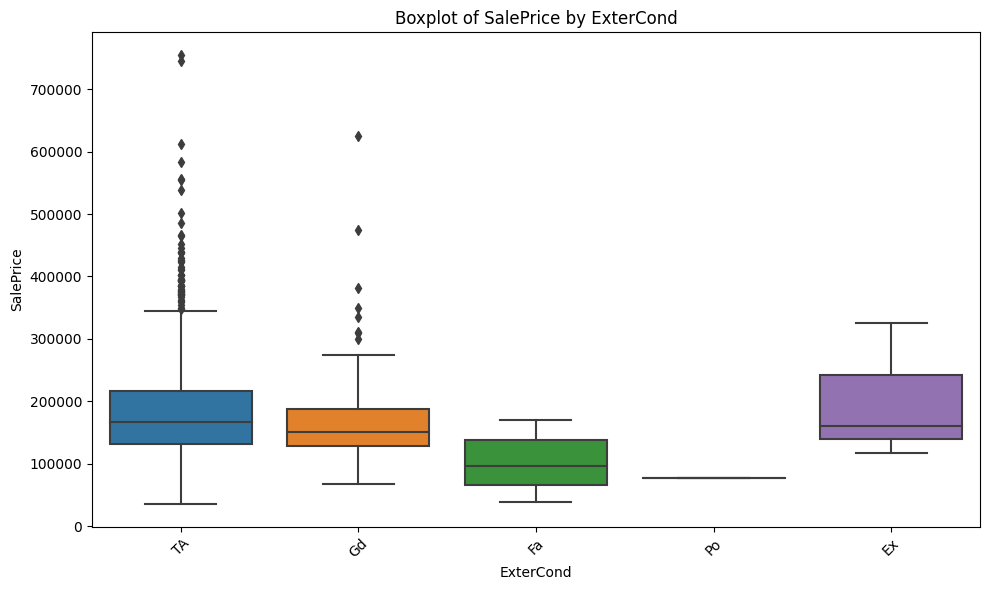 Boxplot of SalePrice by ExterCond
SalePrice
700000
600000
500000
400000
300000
200000
100000
0
TA
Gd
Fa
Po
Ex
ExterCond